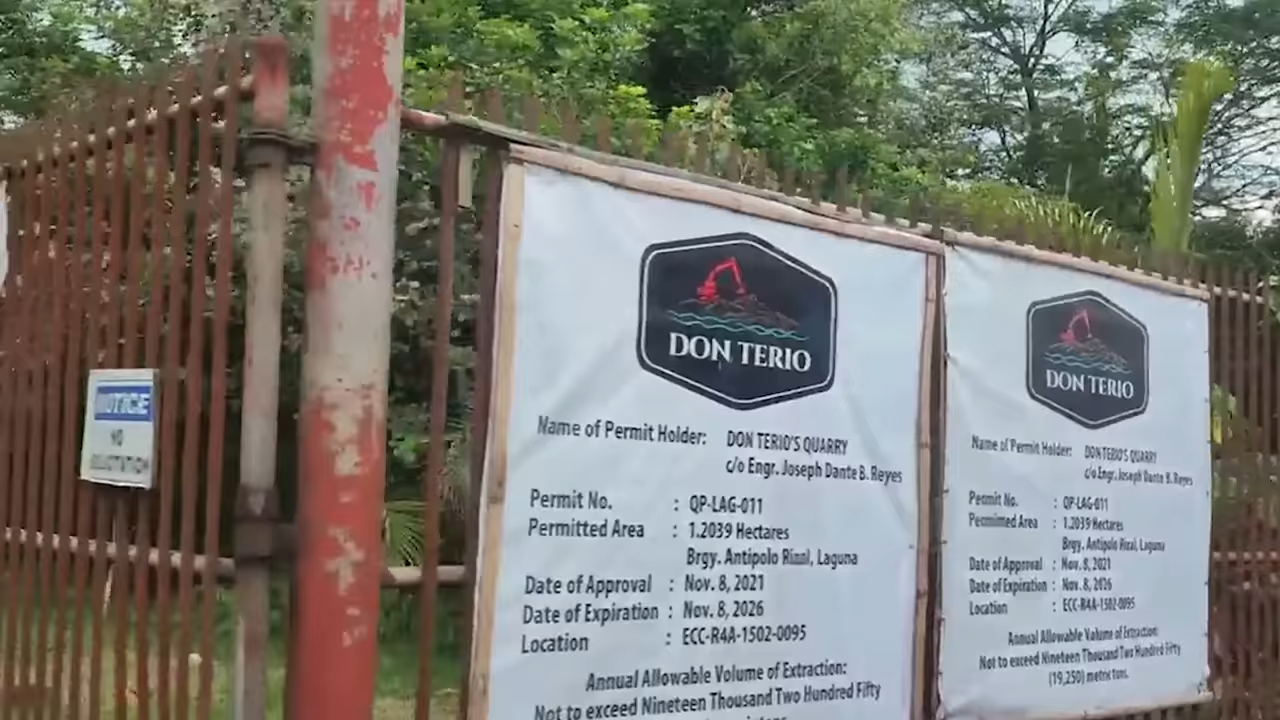 NOTICE
NO
SOLICITATION
DON TERIO
Name of Permit Holder: DON TERIO'S QUARRY
c/o Engr. Joseph Dante B. Reyes
Permit No. : QP-LAG-011
Permitted Area : 1.2039 Hectares
Brgy. Antipolo Rizal, Laguna
Date of Approval : Nov. 8, 2021
Date of Expiration : Nov. 8, 2026
Location : ECC-R4A-1502-0095
Annual Allowable Volume of Extraction:
Not to exceed Nineteen Thousand Two Hundred Fifty
DON TERIO
Name of Permit Holder: DON TERIO'S QUARRY
c/o Engr. Joseph Dante B. Reyes
Permit No. : QP-LAG-011
Permitted Area : 1.2039 Hectares
Brgy. Antipolo Rizal, Laguna
Date of Approval : Nov. 8, 2021
Date of Expiration : Nov. 8, 2026
Location : ECC-R4A-1502-0095
Annual Allowable Volume of Extraction:
Not to exceed Nineteen Thousand Two Hundred Fifty
(19,250) metric tons.